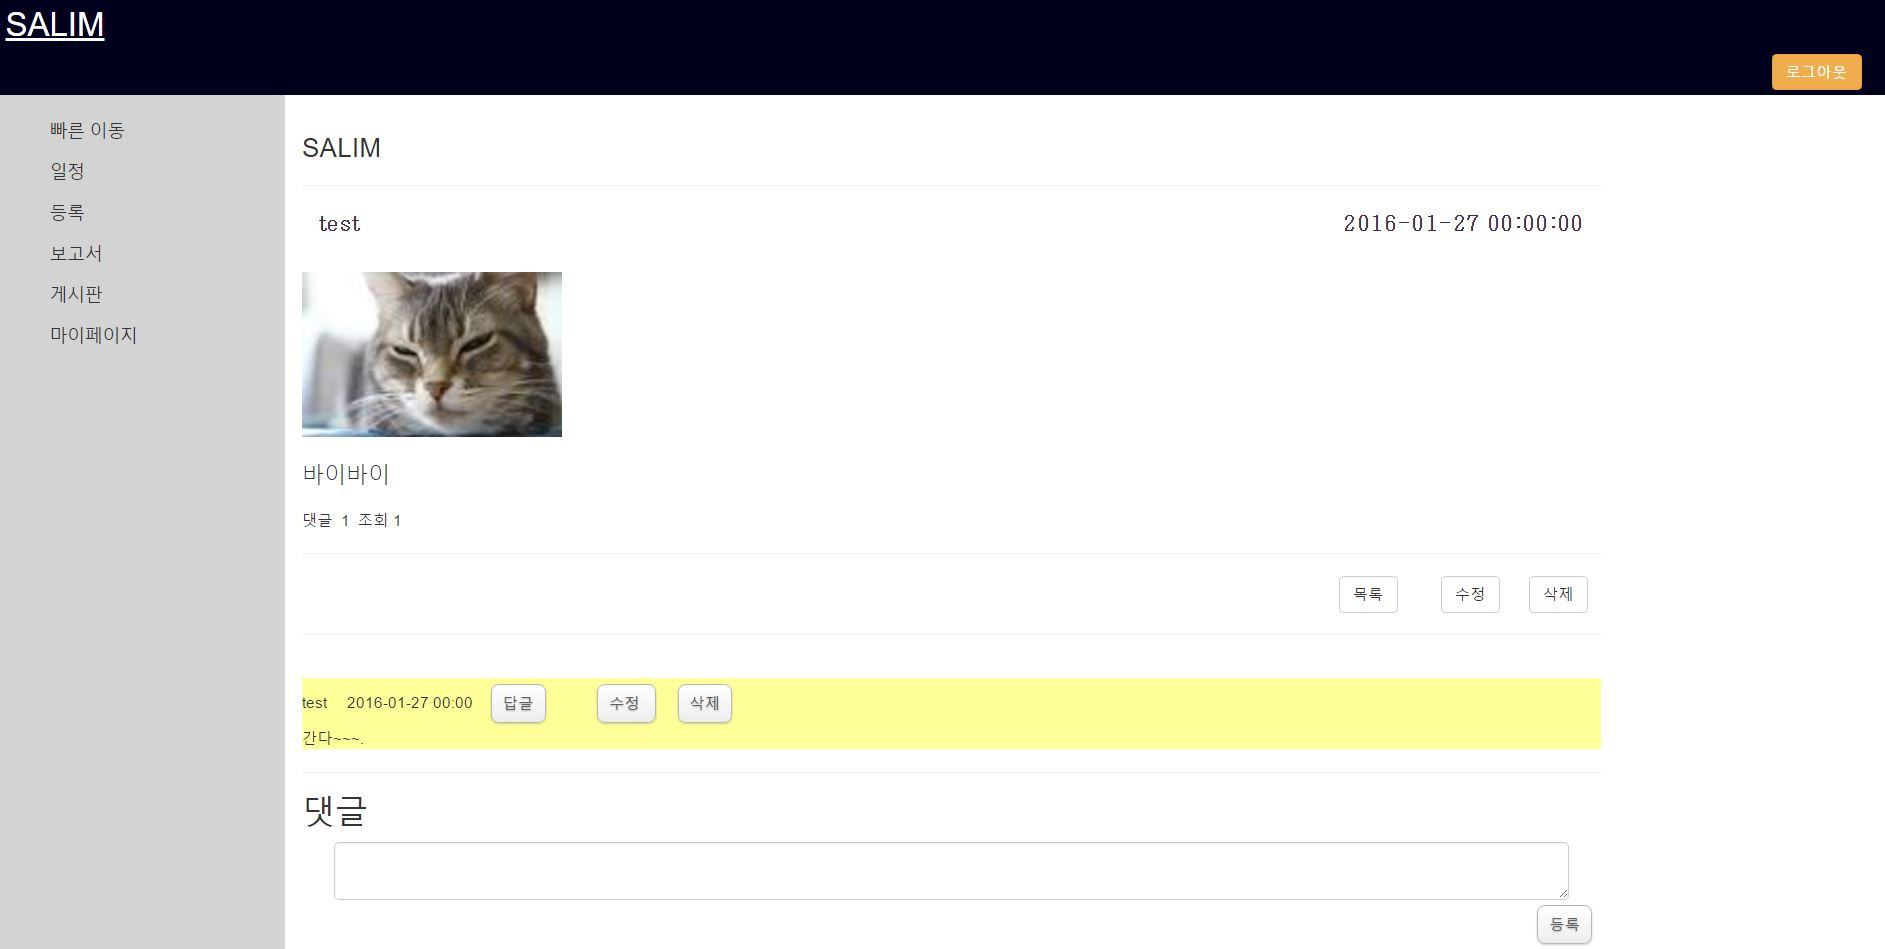 SALIM
로그아웃
빠른 이동
일정
등록
보고서
게시판
마이페이지
SALIM
test 2016-01-27 00:00:00
바이바이
댓글 1 조회 1
목록 수정 삭제
test 2016-01-27 00:00 답글 수정 삭제
간다~~~.
댓글
등록